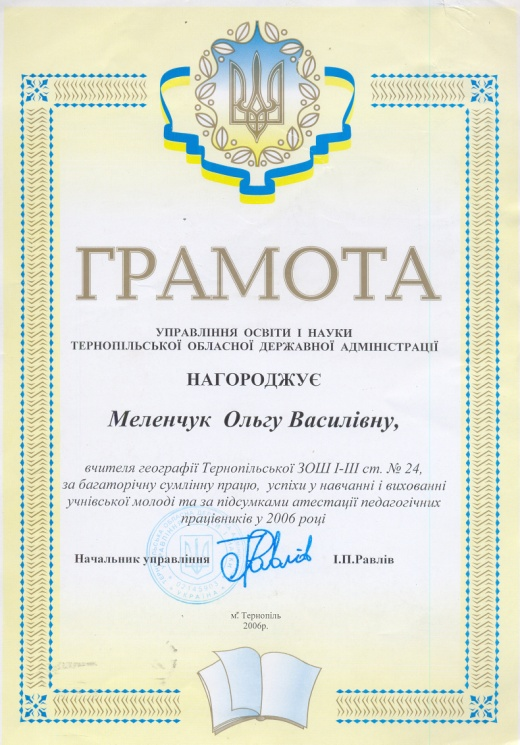 ГРАМОТА
УПРАВЛІННЯ ОСВІТИ І НАУКИ
ТЕРНОПІЛЬСЬКОЇ ОБЛАСНОЇ ДЕРЖАВНОЇ АДМІНІСТРАЦІЇ
НАГОРОДЖУЄ
Меленчук Ольгу Василівну,
вчителя географії Тернопільської ЗОШ І-ІІІ ст. № 24,
за багаторічну сумлінну працю, успіхи у навчанні і вихованні
учнівської молоді та за підсумками атестації педагогічних
працівників у 2006 році
Начальник управління І.П.Равлів
м. Тернопіль
2006р.